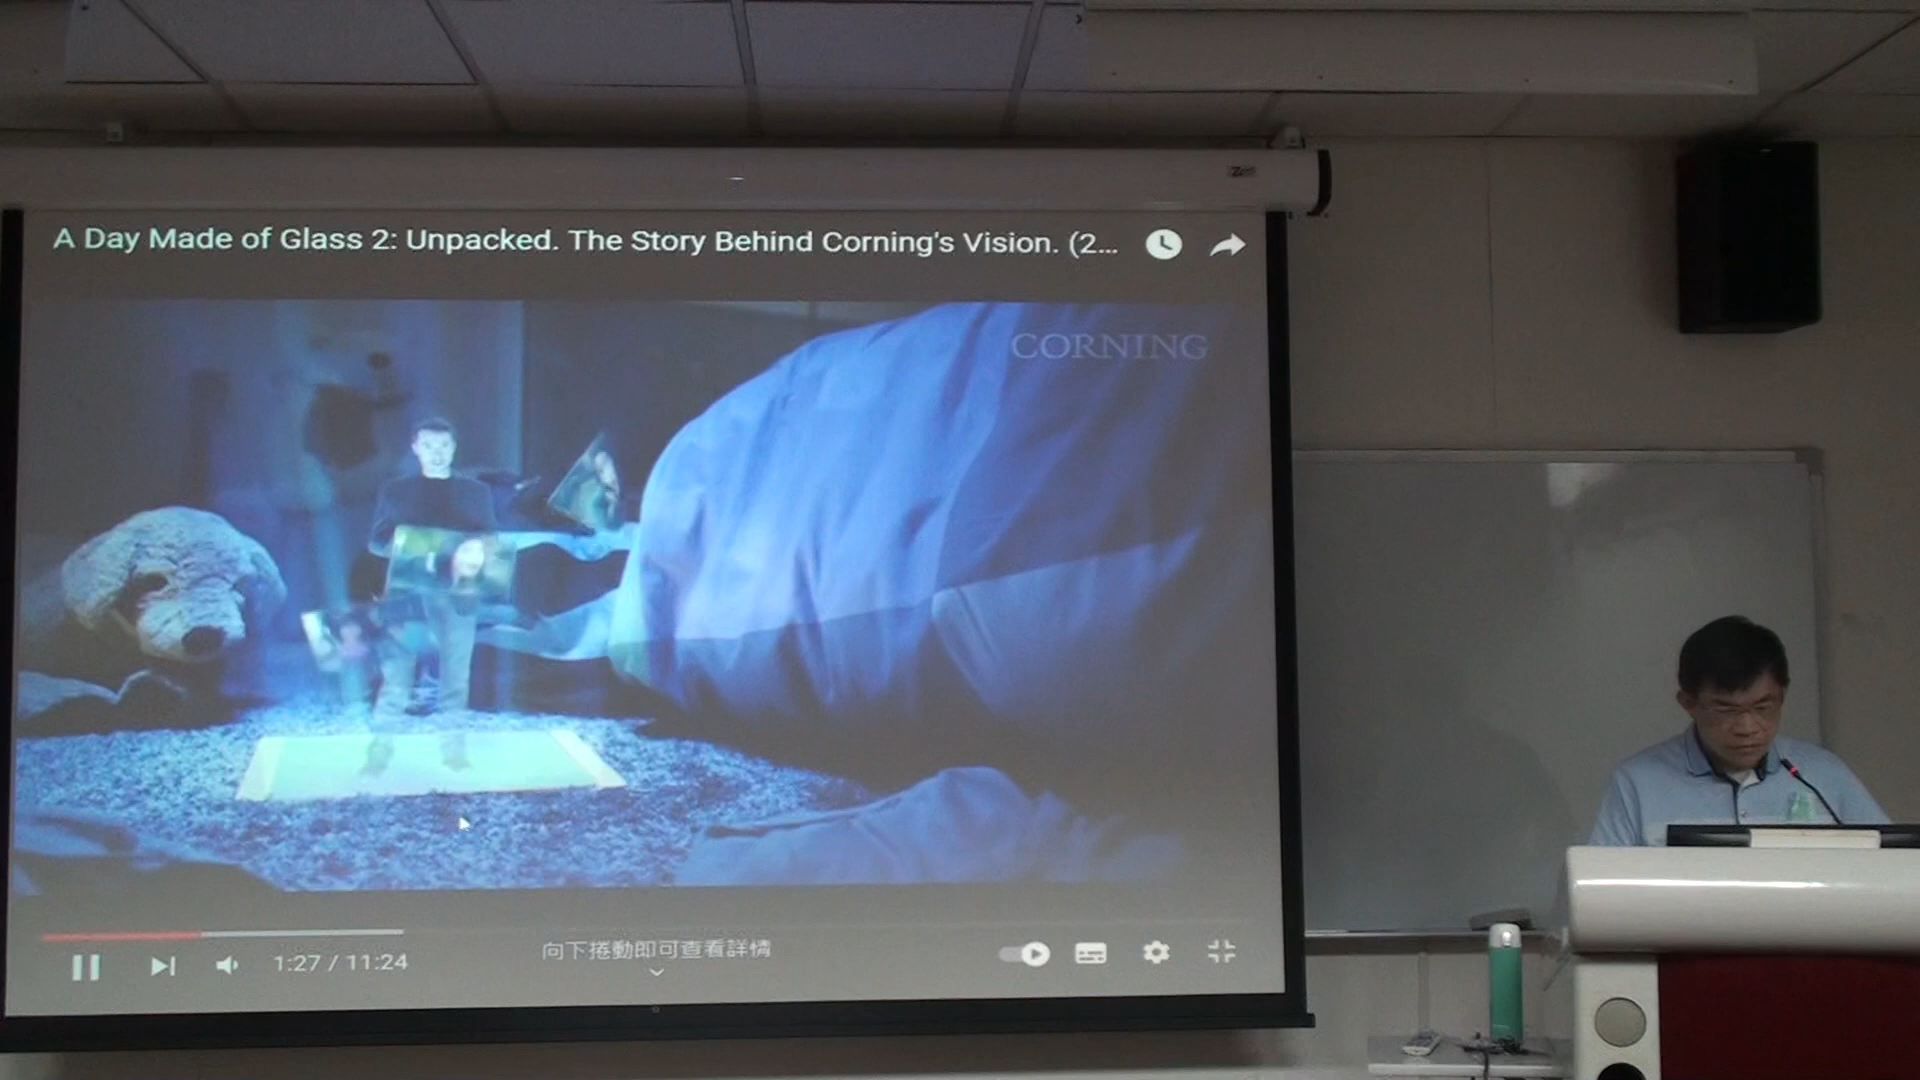 A Day Made of Glass 2: Unpacked. The Story Behind Corning's Vision. (2...
CORNING
1:27 / 11:24
向下捲動即可查看詳情